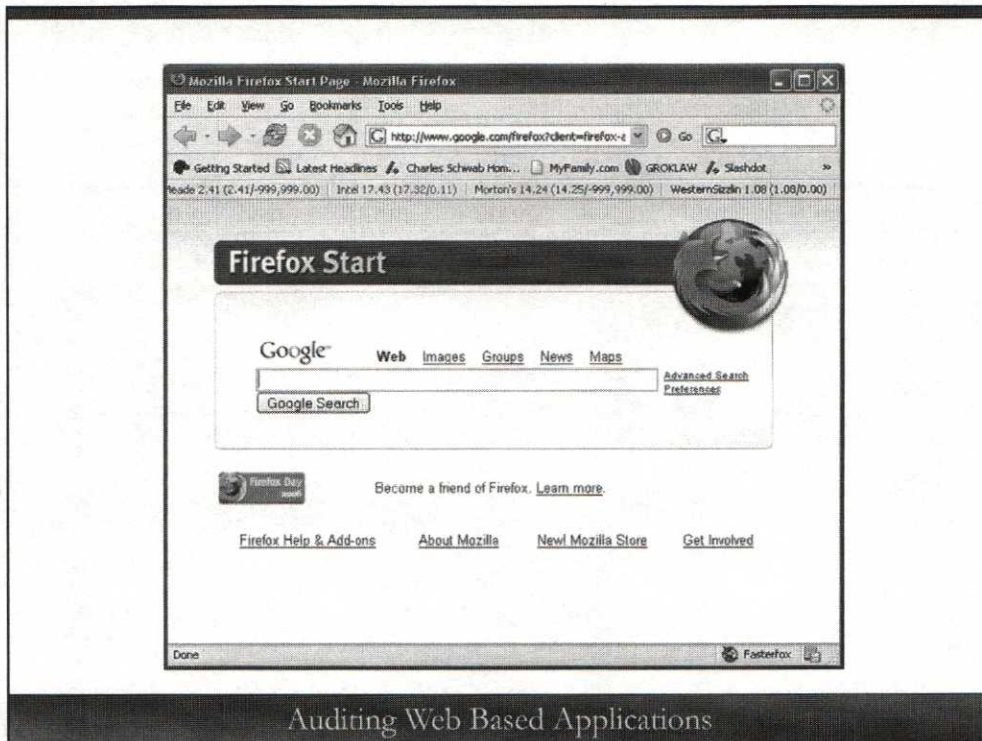 Mozilla Firefox Start Page - Mozilla Firefox
File Edit View Go Bookmarks Tools Help
http://www.google.com/firefox?client=firefox-a Go
Getting Started Latest Headlines Charles Schwab Hom... MyFamily.com GROKLAW Slashdot »
Meade 2.41 (2.41/-999,999.00) Intel 17.43 (17.32/0.11) Morton's 14.24 (14.25/-999,999.00) WesternSizzlin 1.08 (1.08/0.00)
Firefox Start
Google™ Web Images Groups News Maps
Advanced Search
Preferences
Google Search
Firefox Day
2006
Become a friend of Firefox. Learn more.
Firefox Help & Add-ons About Mozilla New! Mozilla Store Get Involved
Done Fasterfox
Auditing Web Based Applications